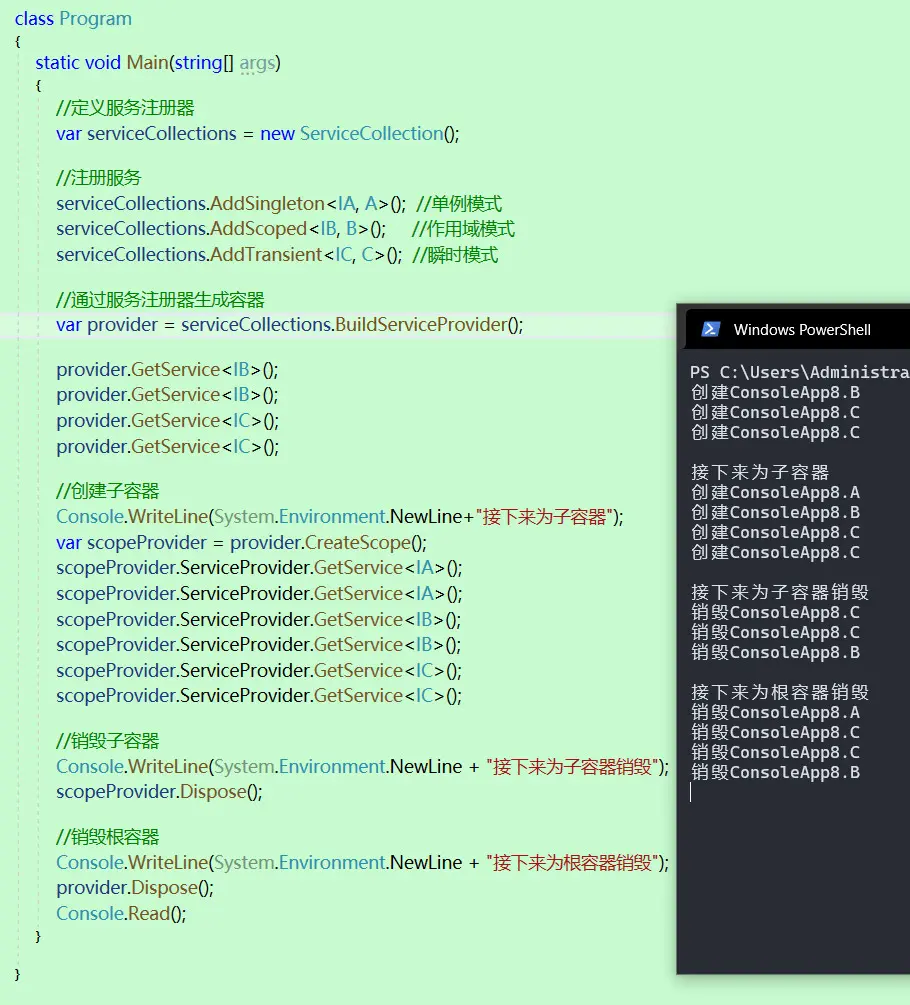 class Program
{
static void Main(string[] args)
{
//定义服务注册器
var serviceCollections = new ServiceCollection();
//注册服务
serviceCollections.AddSingleton<IA, A>(); //单例模式
serviceCollections.AddScoped<IB, B>(); //作用域模式
serviceCollections.AddTransient<IC, C>(); //瞬时模式
//通过服务注册器生成容器
var provider = serviceCollections.BuildServiceProvider();
provider.GetService<IB>();
provider.GetService<IB>();
provider.GetService<IC>();
provider.GetService<IC>();
//创建子容器
Console.WriteLine(System.Environment.NewLine+"接下来为子容器");
var scopeProvider = provider.CreateScope();
scopeProvider.ServiceProvider.GetService<IA>();
scopeProvider.ServiceProvider.GetService<IA>();
scopeProvider.ServiceProvider.GetService<IB>();
scopeProvider.ServiceProvider.GetService<IB>();
scopeProvider.ServiceProvider.GetService<IC>();
scopeProvider.ServiceProvider.GetService<IC>();
//销毁子容器
Console.WriteLine(System.Environment.NewLine + "接下来为子容器销毁");
scopeProvider.Dispose();
//销毁根容器
Console.WriteLine(System.Environment.NewLine + "接下来为根容器销毁");
provider.Dispose();
Console.Read();
}
}
Windows PowerShell
PS C:\Users\Administra
创建ConsoleApp8.B
创建ConsoleApp8.C
创建ConsoleApp8.C
接下来为子容器
创建ConsoleApp8.A
创建ConsoleApp8.B
创建ConsoleApp8.C
创建ConsoleApp8.C
接下来为子容器销毁
销毁ConsoleApp8.C
销毁ConsoleApp8.C
销毁ConsoleApp8.B
接下来为根容器销毁
销毁ConsoleApp8.A
销毁ConsoleApp8.C
销毁ConsoleApp8.C
销毁ConsoleApp8.B